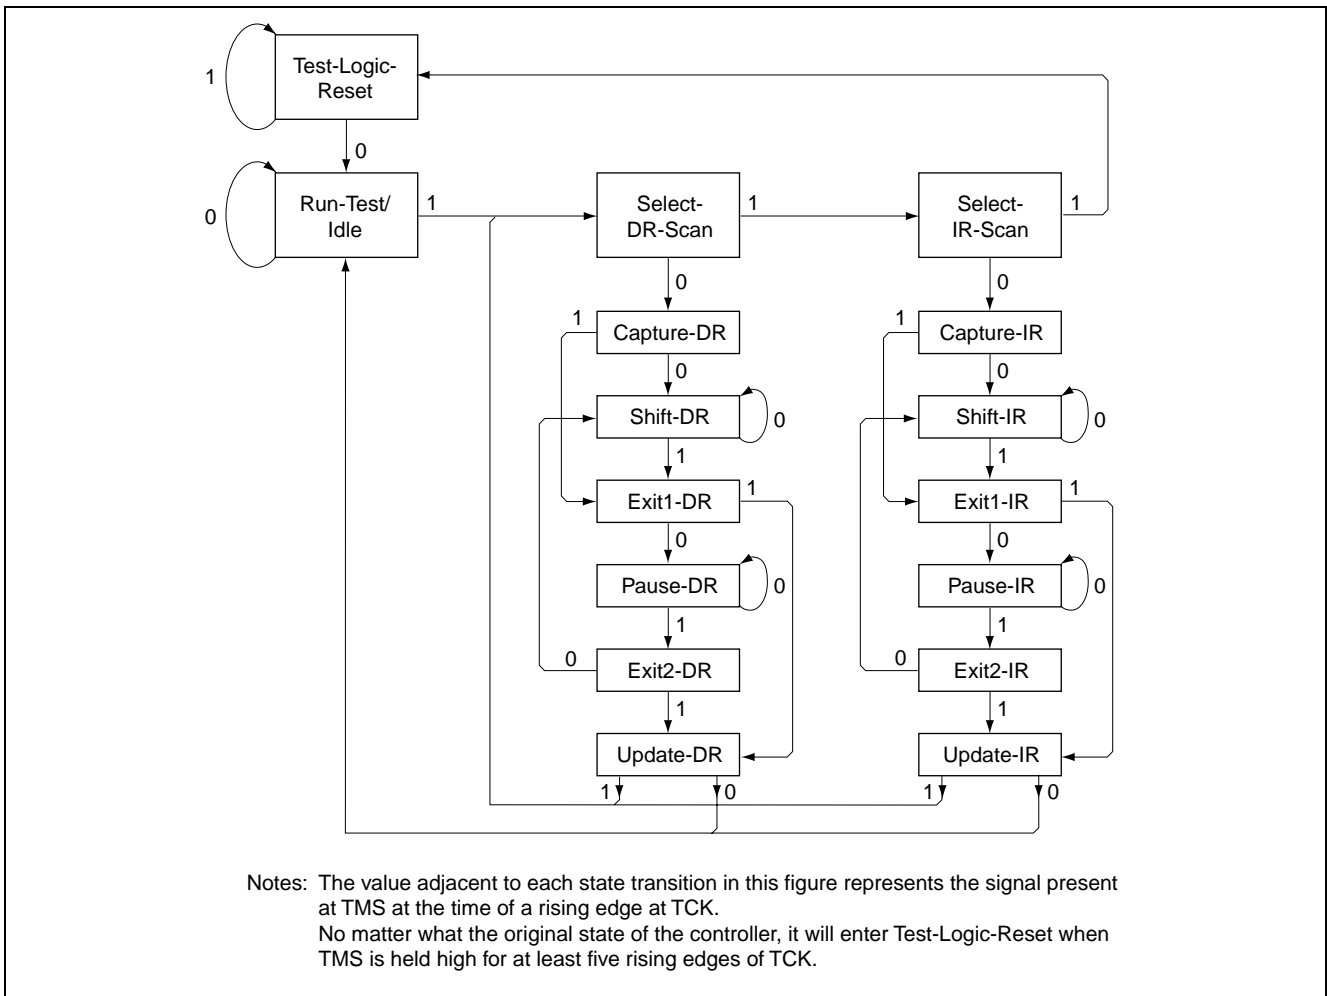 Test-Logic-
Reset
1
0
Run-Test/
Idle
0
1
Select-
DR-Scan
1
Select-
IR-Scan
1
0
0
1
Capture-DR
1
Capture-IR
0
0
Shift-DR
0
Shift-IR
0
1
1
Exit1-DR
1
Exit1-IR
1
0
0
Pause-DR
0
Pause-IR
0
1
1
0
Exit2-DR
0
Exit2-IR
1
1
Update-DR
Update-IR
1
0
1
0
Notes: The value adjacent to each state transition in this figure represents the signal present
at TMS at the time of a rising edge at TCK.
No matter what the original state of the controller, it will enter Test-Logic-Reset when
TMS is held high for at least five rising edges of TCK.